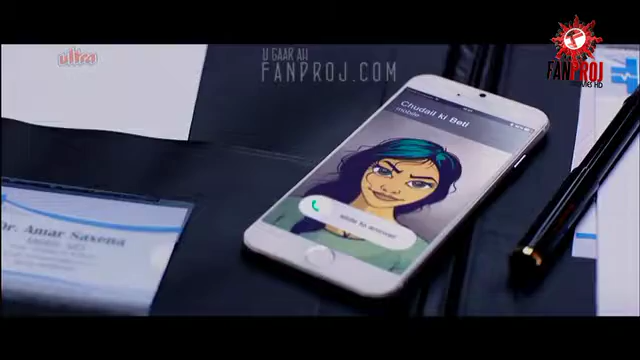 ultra
U GAAR AU
FANPROJ.COM
FANPROJ
Chudail ki Beti
mobile
slide to answer
Dr. Amar Saxena